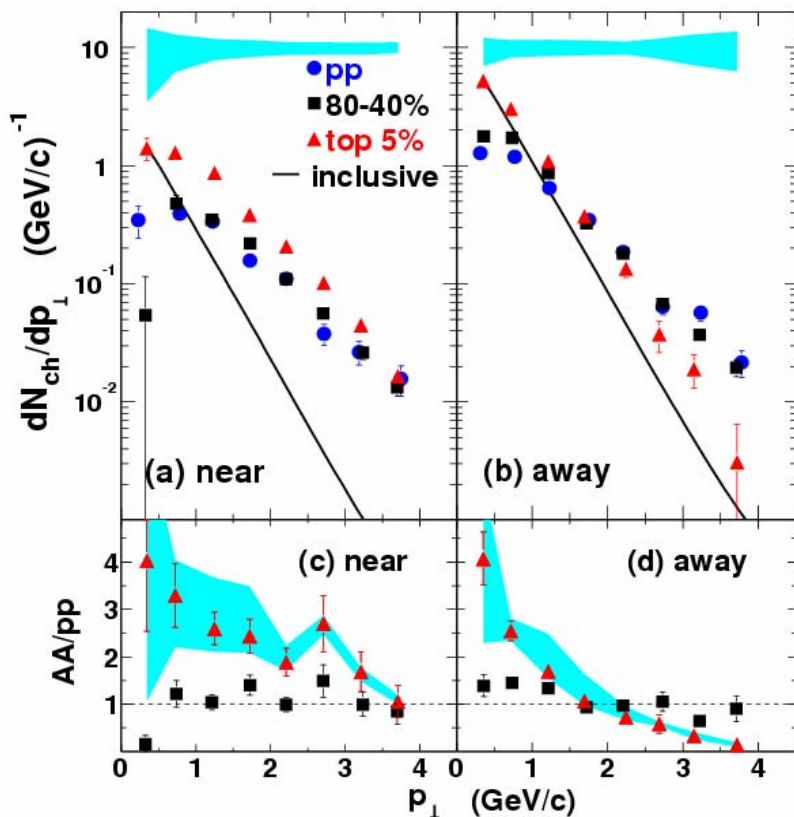 10
1
10⁻¹
10⁻²
dN_ch/dp_⊥ (GeV/c)⁻¹
pp
80-40%
top 5%
inclusive
(a) near
(b) away
4
3
2
1
0
AA/pp
(c) near
(d) away
0 1 2 3 4
0 1 2 3 4
p_⊥ (GeV/c)